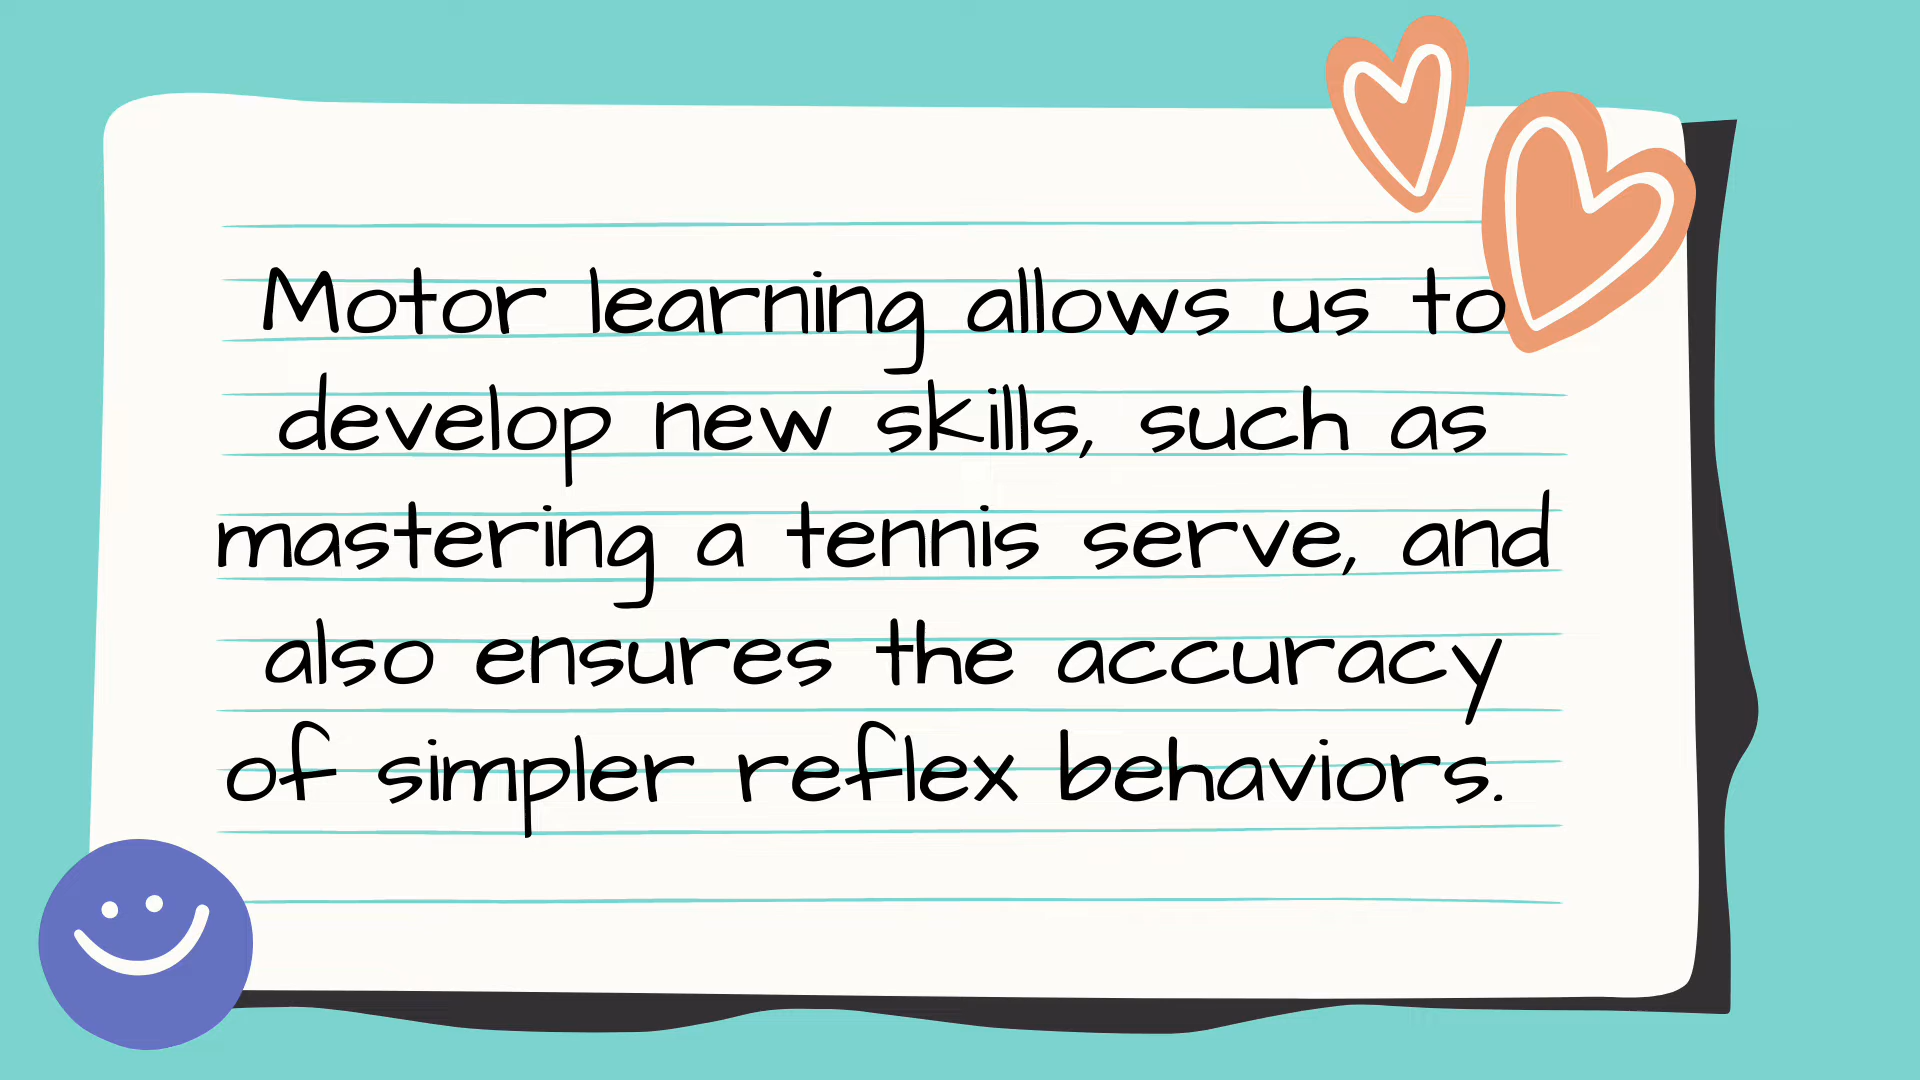 Motor learning allows us to
develop new skills, such as
mastering a tennis serve, and
also ensures the accuracy
of simpler reflex behaviors.